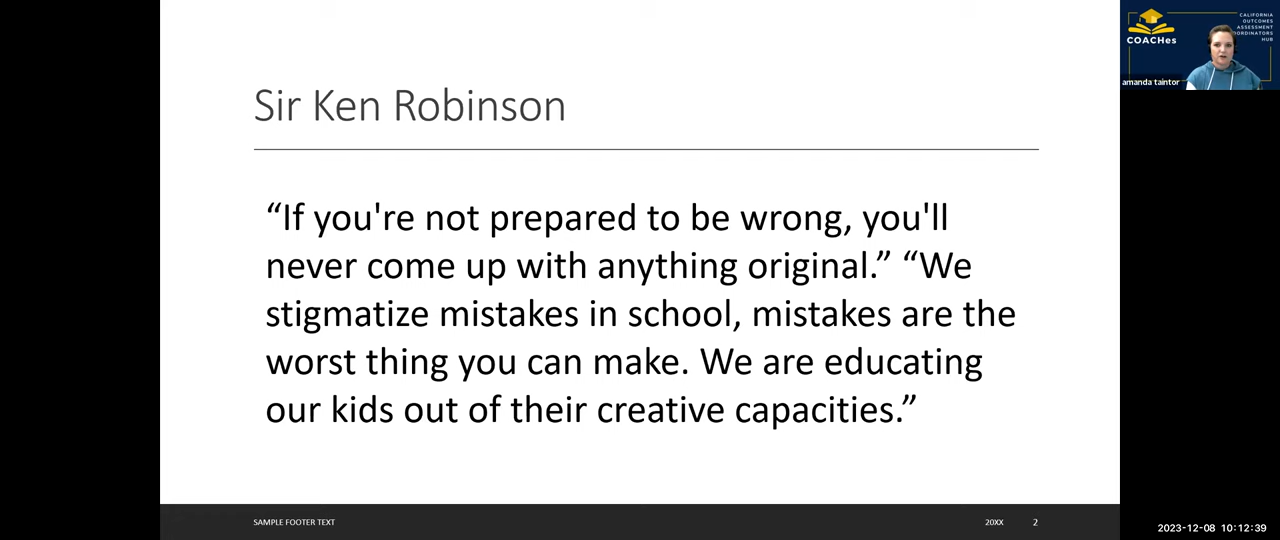 Sir Ken Robinson
“If you're not prepared to be wrong, you'll
never come up with anything original.” “We
stigmatize mistakes in school, mistakes are the
worst thing you can make. We are educating
our kids out of their creative capacities.”
SAMPLE FOOTER TEXT
20XX
2
COACHes
CALIFORNIA
OUTCOMES
ASSESSMENT
ORDINATORS
HUB
amanda taintor
2023-12-08 10:12:39